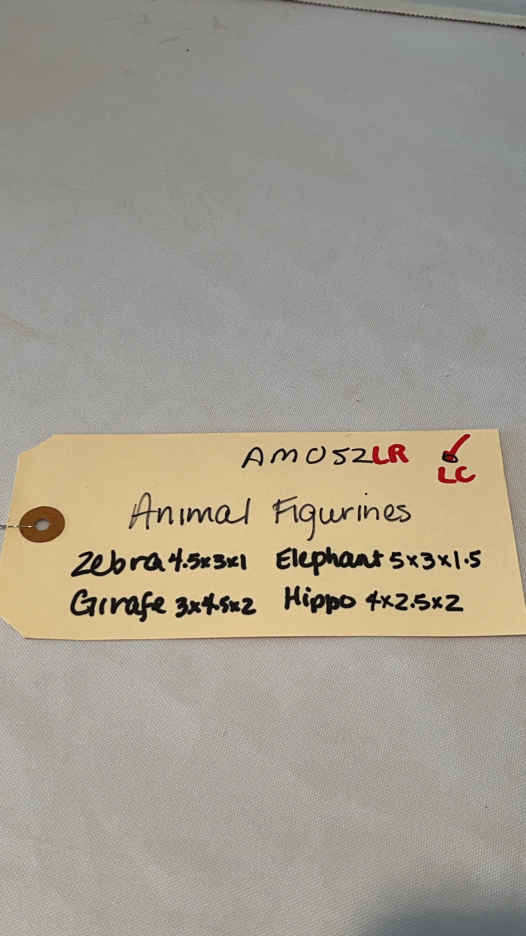 AM052LR
LC
Animal Figurines
Zebra 4.5x3x1 Elephant 5x3x1.5
Girafe 3x4.5x2 Hippo 4x2.5x2